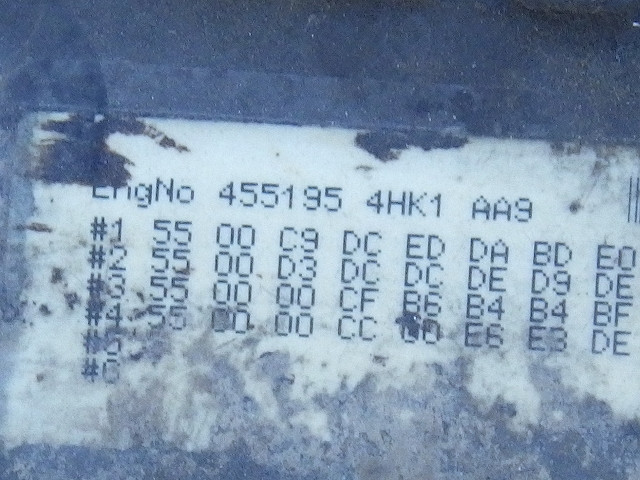 EngNo 455195 4HK1 AA9
#1 55 00 C9 DC ED DA BD E0
#2 55 00 D3 DC DC DE D9 DE
#3 55 00 00 CF B6 B4 B4 BF
#4 55 00 00 CC E6 E3 DE
#5
#6